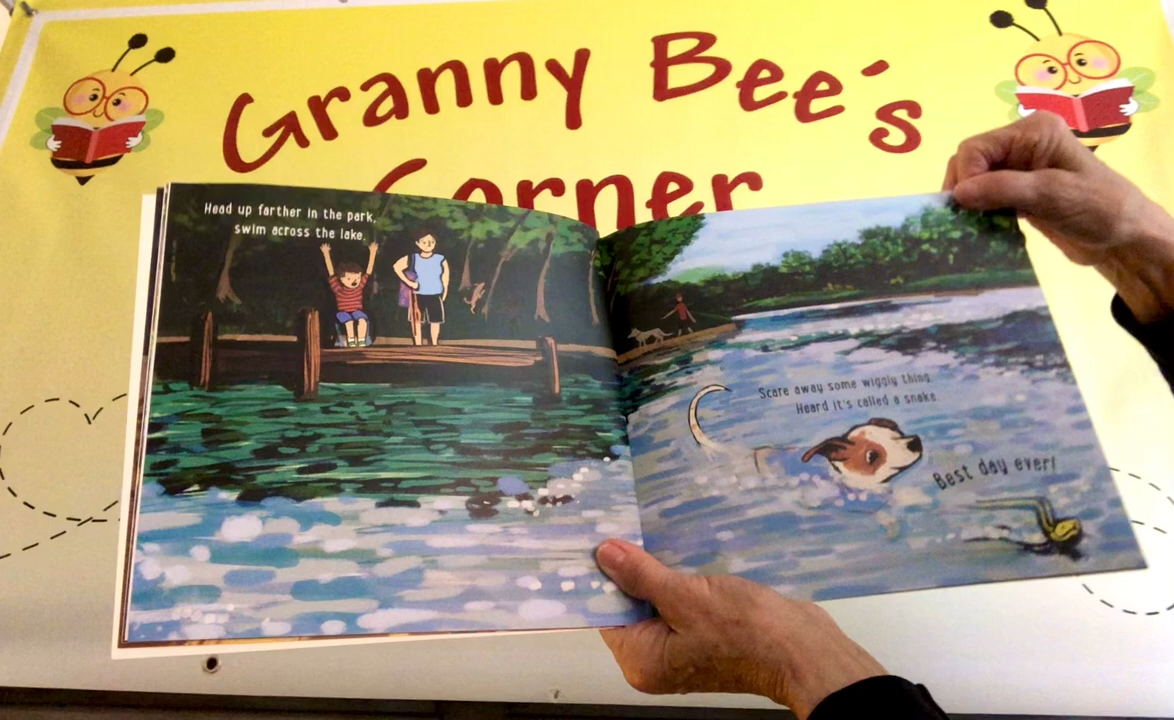 Granny Bee's
Corner
Head up farther in the park,
swim across the lake.
Scare away some wiggly thing.
Heard it's called a snake.
Best day ever!